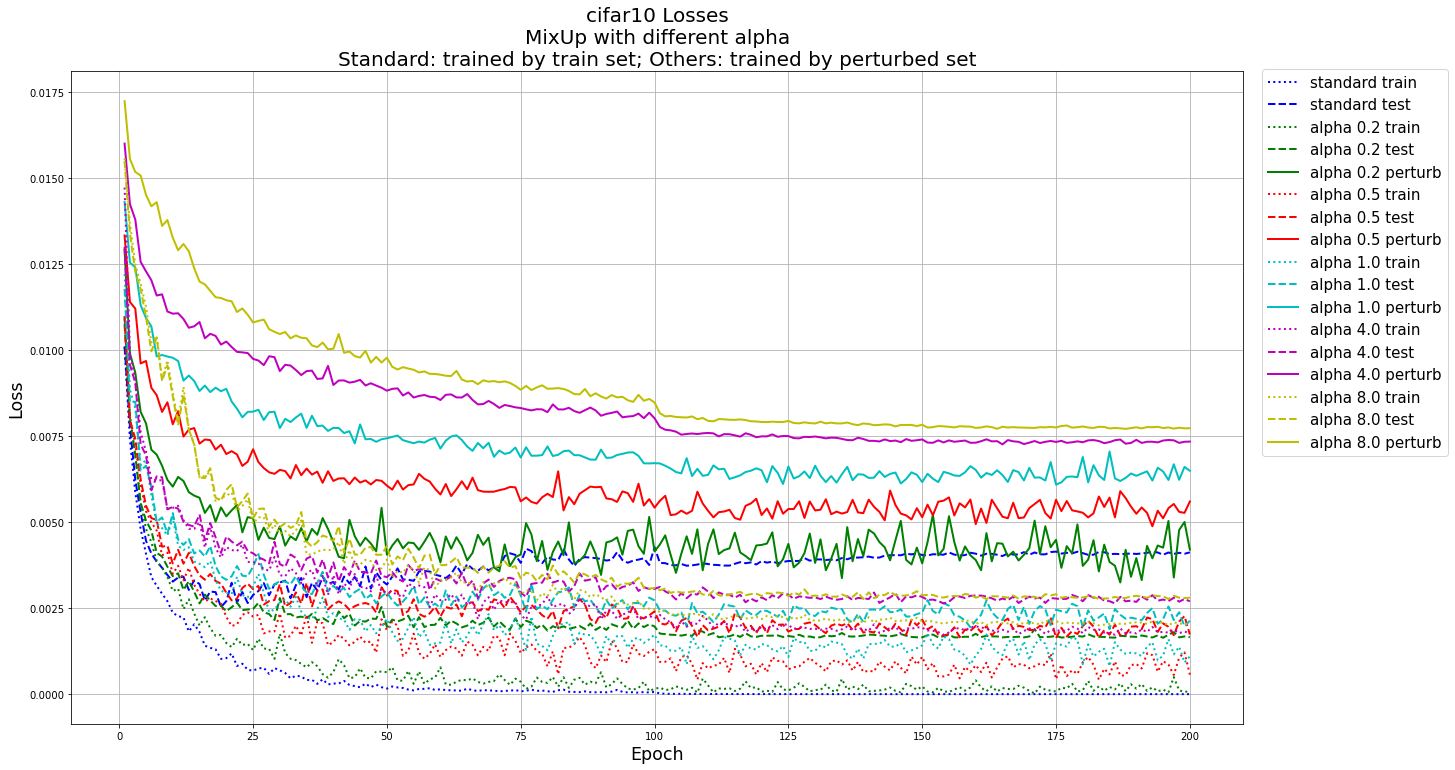 cifar10 Losses
MixUp with different alpha
Standard: trained by train set; Others: trained by perturbed set
Loss
0.0175
0.0150
0.0125
0.0100
0.0075
0.0050
0.0025
0.0000
0
25
50
75
100
125
150
175
200
Epoch
standard train
standard test
alpha 0.2 train
alpha 0.2 test
alpha 0.2 perturb
alpha 0.5 train
alpha 0.5 test
alpha 0.5 perturb
alpha 1.0 train
alpha 1.0 test
alpha 1.0 perturb
alpha 4.0 train
alpha 4.0 test
alpha 4.0 perturb
alpha 8.0 train
alpha 8.0 test
alpha 8.0 perturb